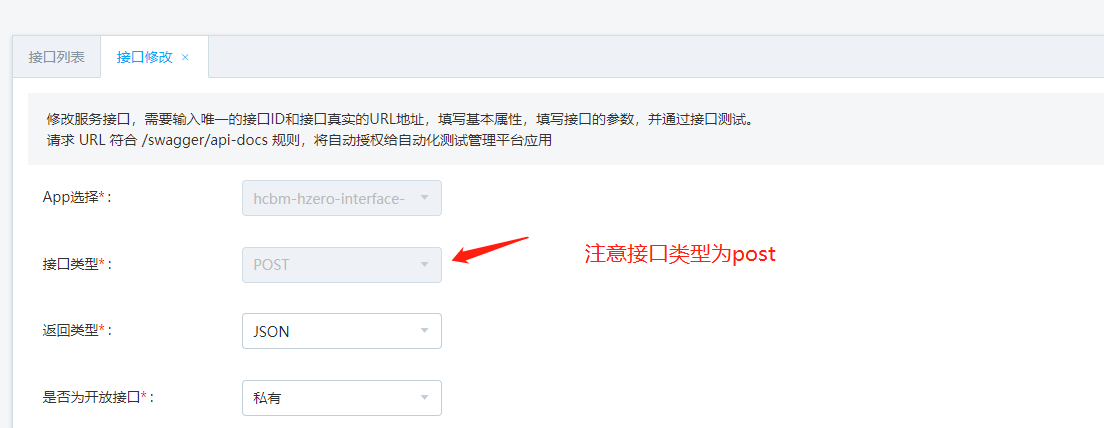 接口列表 接口修改 ×
修改服务接口，需要输入唯一的接口ID和接口真实的URL地址，填写基本属性，填写接口的参数，并通过接口测试。
请求 URL 符合 /swagger/api-docs 规则，将自动授权给自动化测试管理平台应用
App选择*： hcbm-hzero-interface-
接口类型*： POST 注意接口类型为post
返回类型*： JSON
是否为开放接口*： 私有